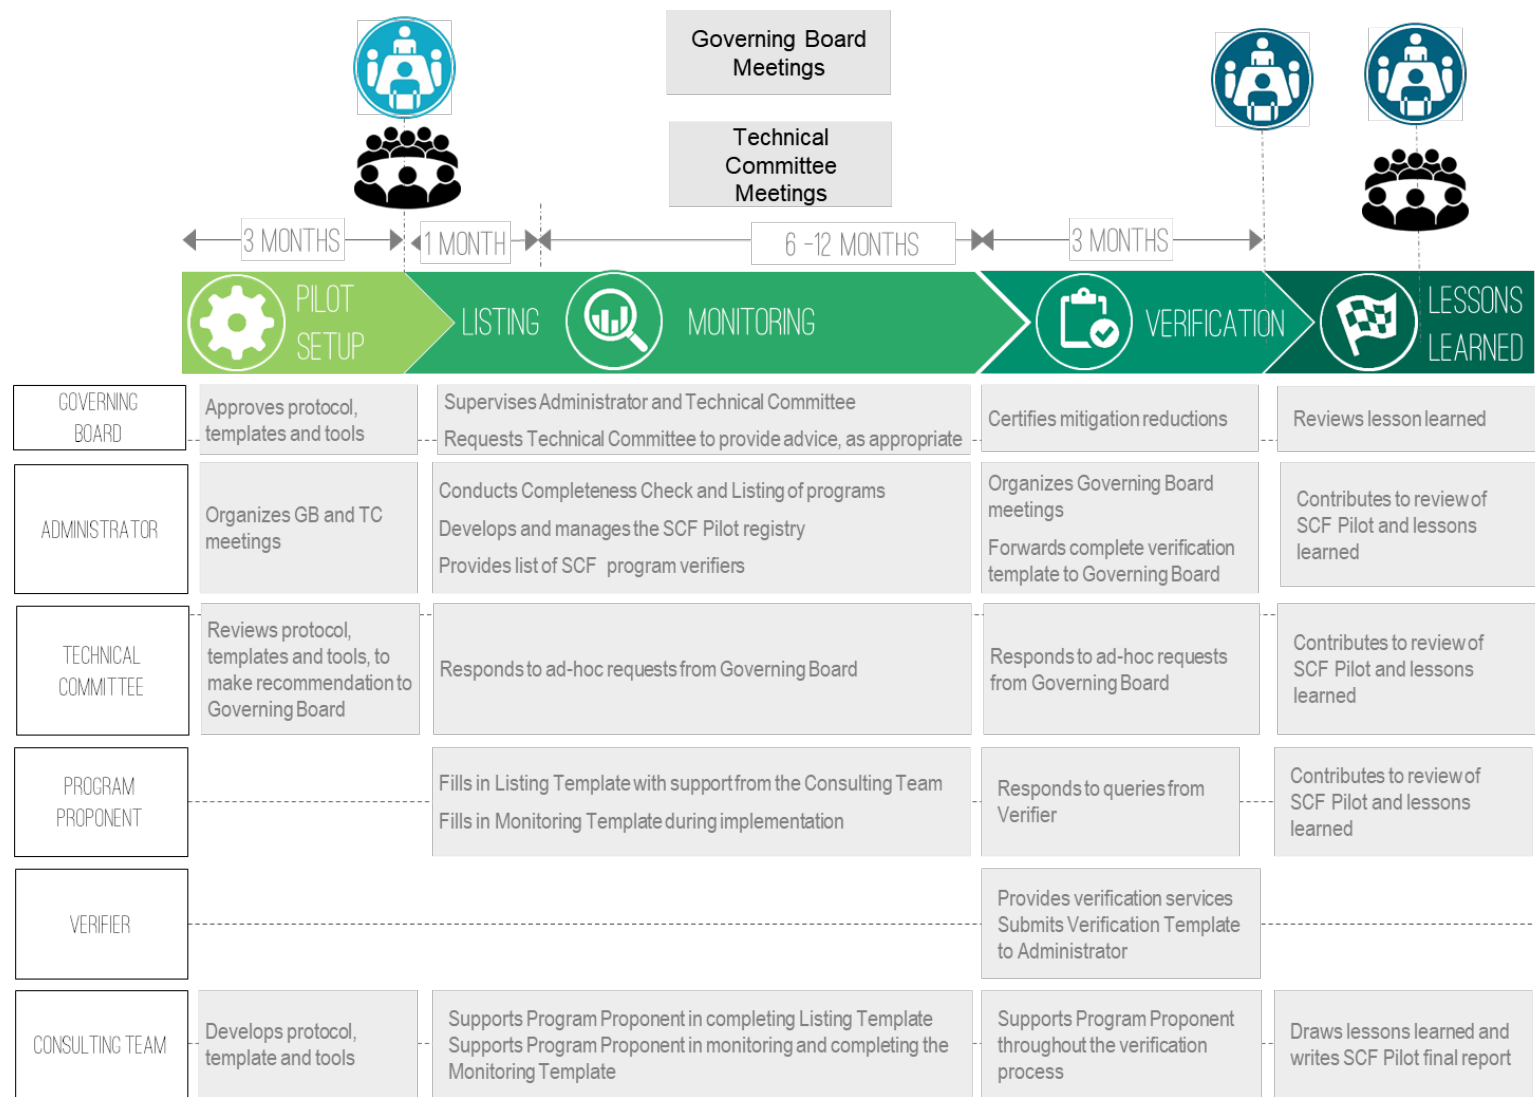 Governing Board
Meetings
Technical
Committee
Meetings
3 MONTHS
1 MONTH
6 -12 MONTHS
3 MONTHS
PILOT
SETUP
LISTING
MONITORING
VERIFICATION
LESSONS
LEARNED
GOVERNING
BOARD
Approves protocol,
templates and tools
Supervises Administrator and Technical Committee
Requests Technical Committee to provide advice, as appropriate
Certifies mitigation reductions
Reviews lesson learned
ADMINISTRATOR
Organizes GB and TC
meetings
Conducts Completeness Check and Listing of programs
Develops and manages the SCF Pilot registry
Provides list of SCF program verifiers
Organizes Governing Board
meetings
Forwards complete verification
template to Governing Board
Contributes to review of
SCF Pilot and lessons
learned
TECHNICAL
COMMITTEE
Reviews protocol,
templates and tools, to
make recommendation to
Governing Board
Responds to ad-hoc requests from Governing Board
Responds to ad-hoc requests
from Governing Board
Contributes to review of
SCF Pilot and lessons
learned
PROGRAM
PROPONENT
Fills in Listing Template with support from the Consulting Team
Fills in Monitoring Template during implementation
Responds to queries from
Verifier
Contributes to review of
SCF Pilot and lessons
learned
VERIFIER
Provides verification services
Submits Verification Template
to Administrator
CONSULTING TEAM
Develops protocol,
template and tools
Supports Program Proponent in completing Listing Template
Supports Program Proponent in monitoring and completing the
Monitoring Template
Supports Program Proponent
throughout the verification
process
Draws lessons learned and
writes SCF Pilot final report